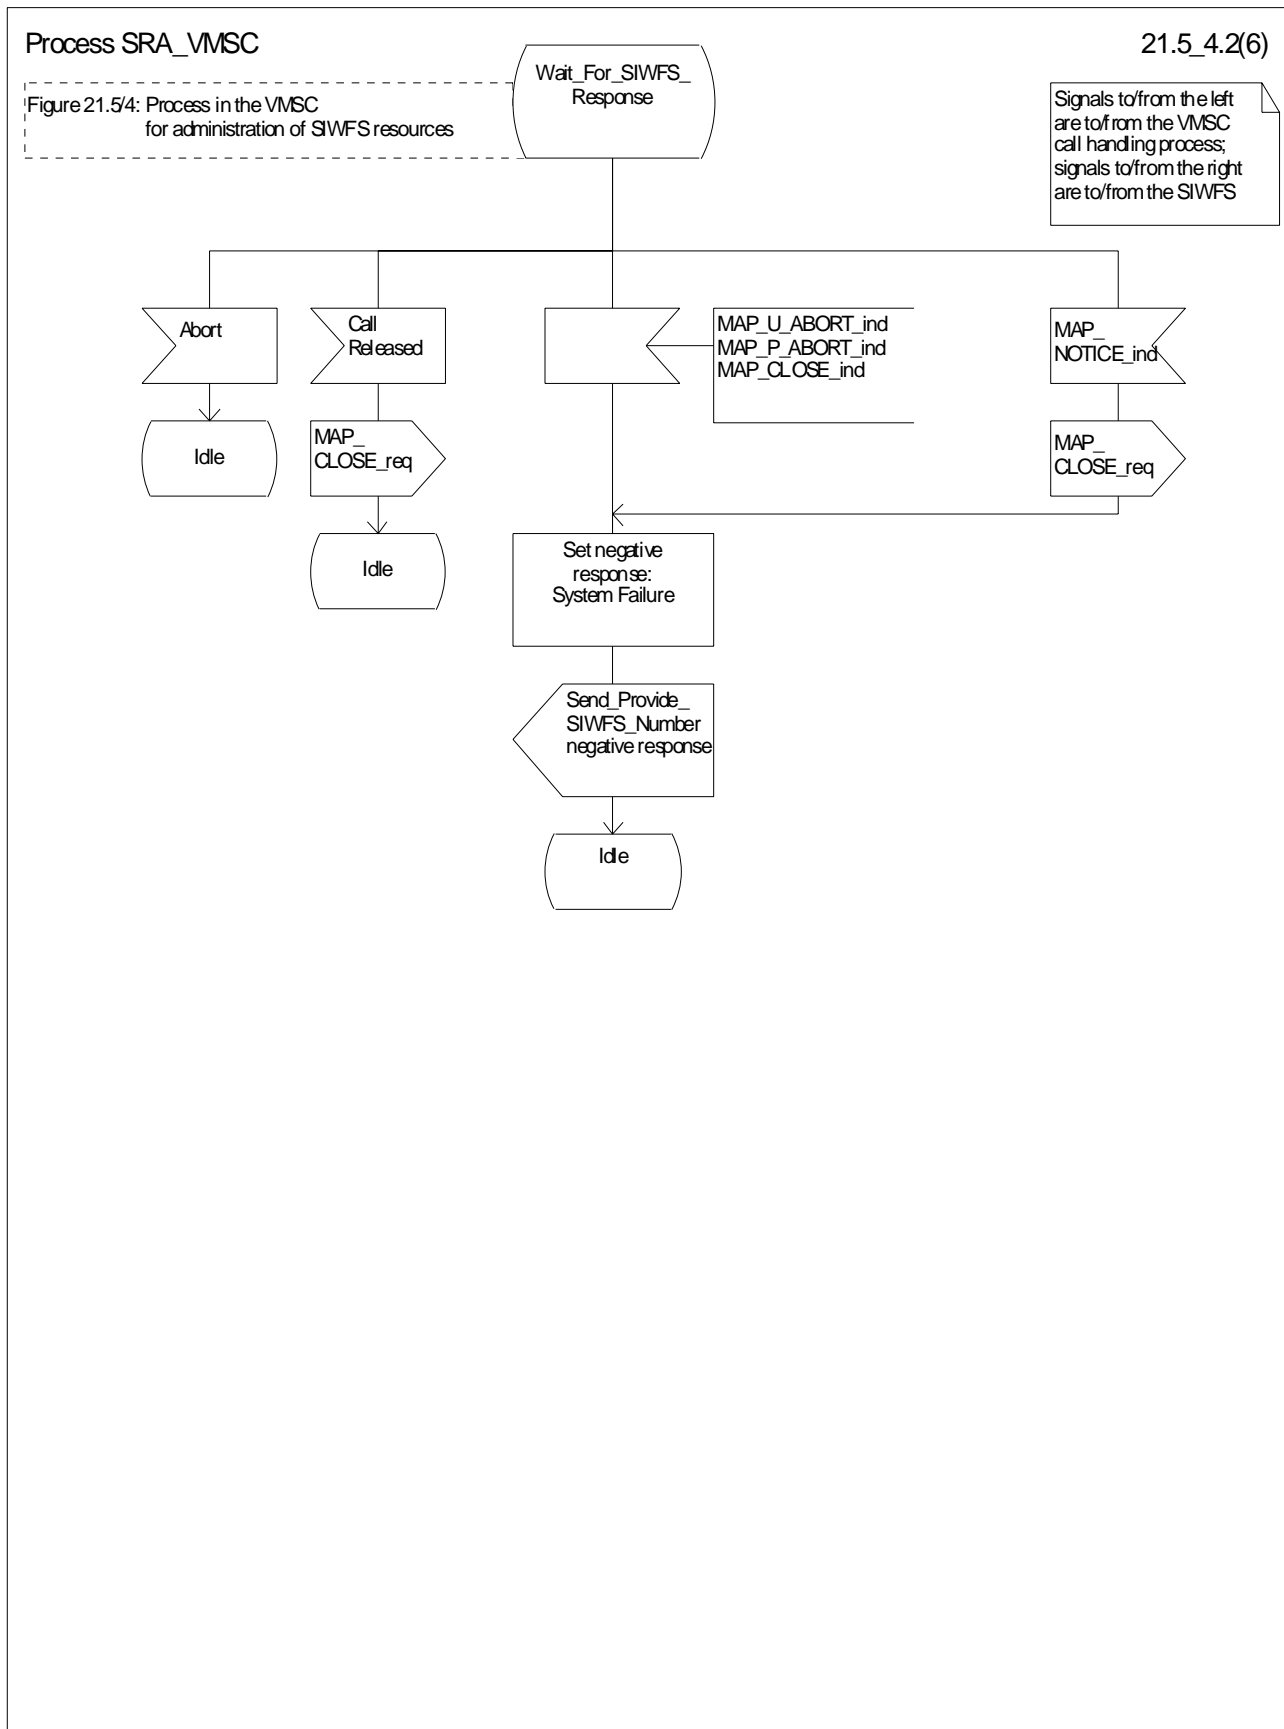 Process SRA_VMSC
21.5_4.2(6)
Figure 21.5/4: Process in the VMSC
for administration of SIWFS resources
Wait_For_SIWFS_
Response
Signals to/from the left
are to/from the VMSC
call handling process;
signals to/from the right
are to/from the SIWFS
Abort
Call
Released
MAP_U_ABORT_ind
MAP_P_ABORT_ind
MAP_CLOSE_ind
MAP_
NOTICE_ind
Idle
MAP_
CLOSE_req
MAP_
CLOSE_req
Idle
Set negative
response:
System Failure
Send_Provide_
SIWFS_Number
negative response
Idle